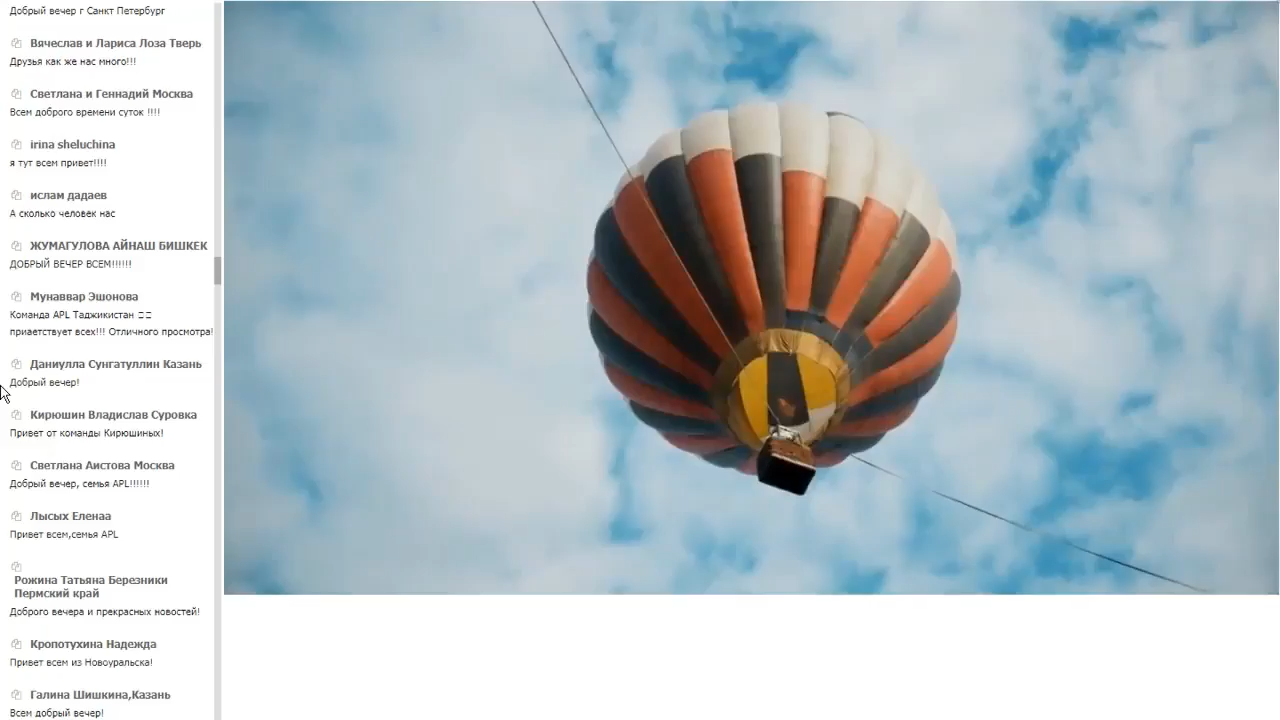 Добрый вечер г Санкт Петербург
Вячеслав и Лариса Лоза Тверь
Друзья как же нас много!!!
Светлана и Геннадий Москва
Всем доброго времени суток !!!!
irina sheluchina
я тут всем привет!!!!
ислам дадаев
А сколько человек нас
ЖУМАГУЛОВА АЙНАШ БИШКЕК
ДОБРЫЙ ВЕЧЕР ВСЕМ!!!!!!
Мунаввар Эшонова
Команда APL Таджикистан
приаетствует всех!!! Отличного просмотра!
Даниулла Сунгатуллин Казань
Добрый вечер!
Кирюшин Владислав Суровка
Привет от команды Кирюшиных!
Светлана Аистова Москва
Добрый вечер, семья APL!!!!!!
Лысых Еленаа
Привет всем,семья APL
Рожина Татьяна Березники
Пермский край
Доброго вечера и прекрасных новостей!
Кропотухина Надежда
Привет всем из Новоуральска!
Галина Шишкина,Казань
Всем добрый вечер!